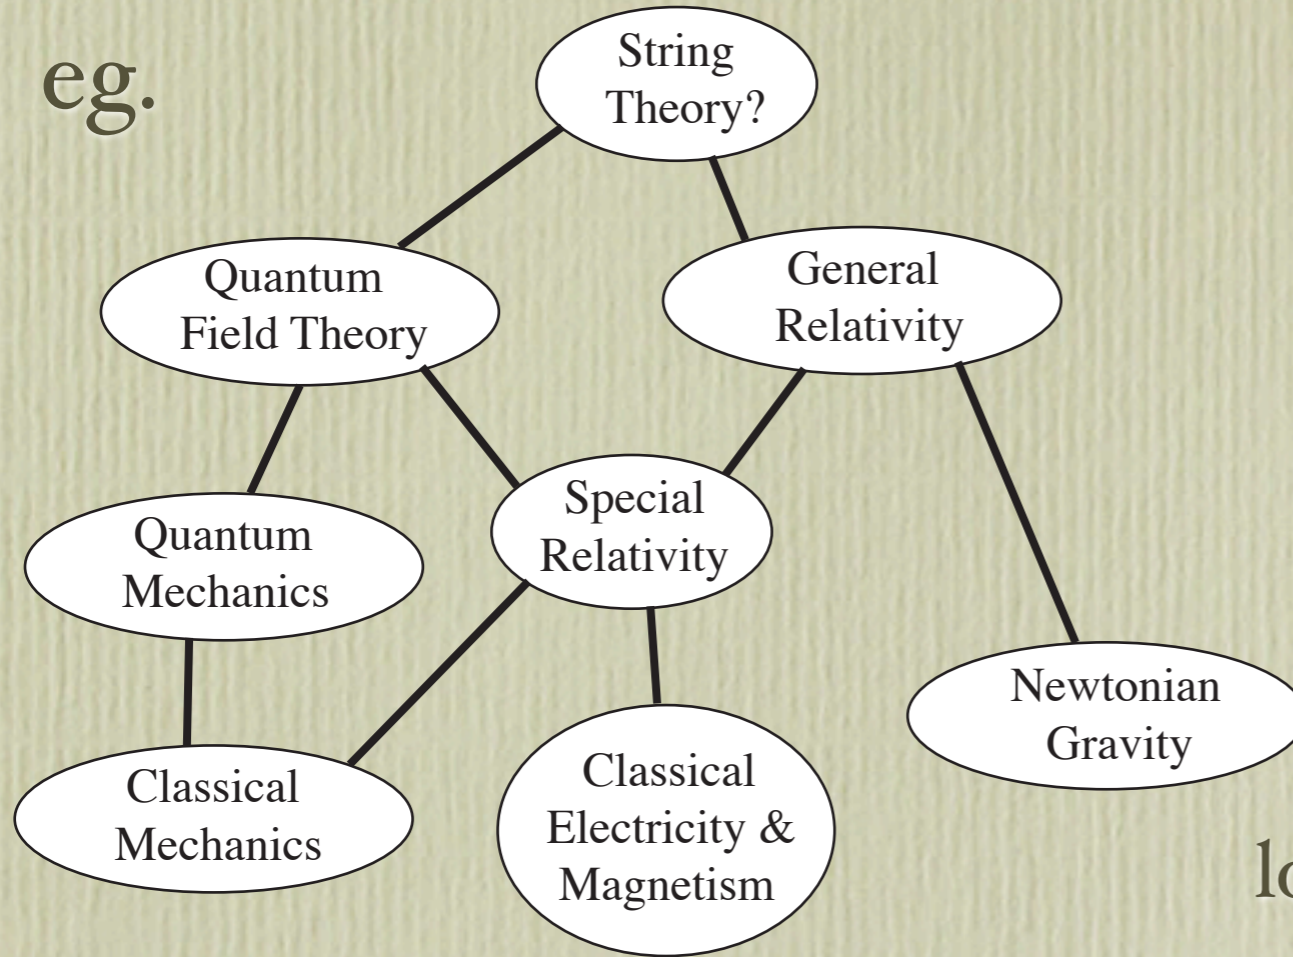 eg.
String
Theory?
Quantum
Field Theory
General
Relativity
Quantum
Mechanics
Special
Relativity
Newtonian
Gravity
Classical
Mechanics
Classical
Electricity &
Magnetism